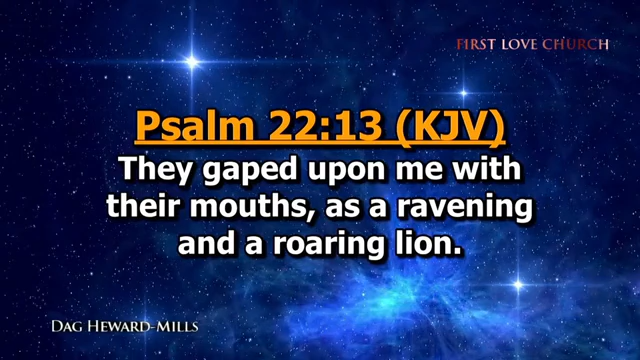 FIRST LOVE CHURCH
Psalm 22:13 (KJV)
They gaped upon me with
their mouths, as a ravening
and a roaring lion.
DAG HEWARD-MILLS